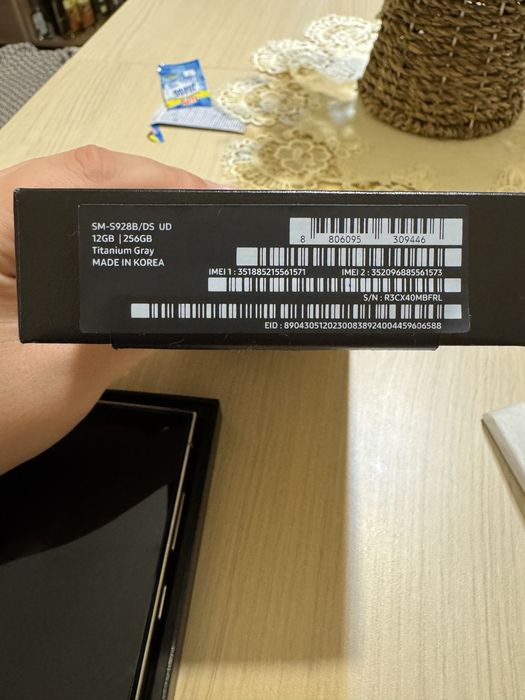 SM-S928B/DS UD
12GB | 256GB
Titanium Gray
MADE IN KOREA
8 806095 309446
IMEI 1 : 351885215561571 IMEI 2 : 352096885561573
S/N : R3CX40MBFRL
EID : 89043051202300838924004459606588